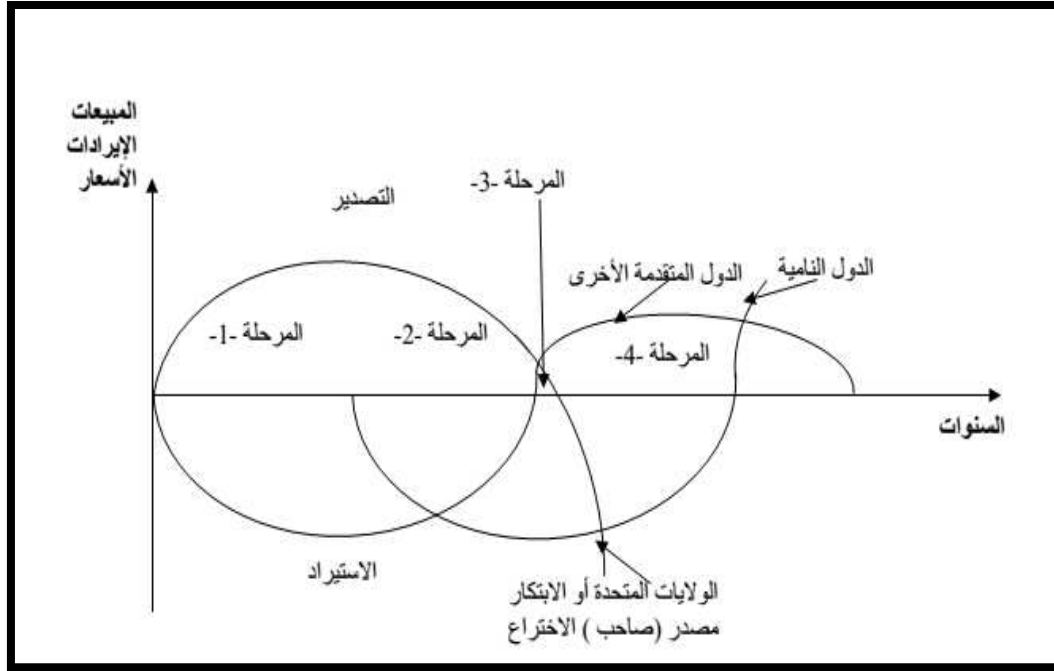 المبيعات
الإيرادات
الأسعار
التصدير
المرحلة -3-
الدول المتقدمة الأخرى
الدول النامية
المرحلة -1-
المرحلة -2-
المرحلة -4-
السنوات
الاستيراد
الولايات المتحدة أو الابتكار
مصدر (صاحب ) الاختراع